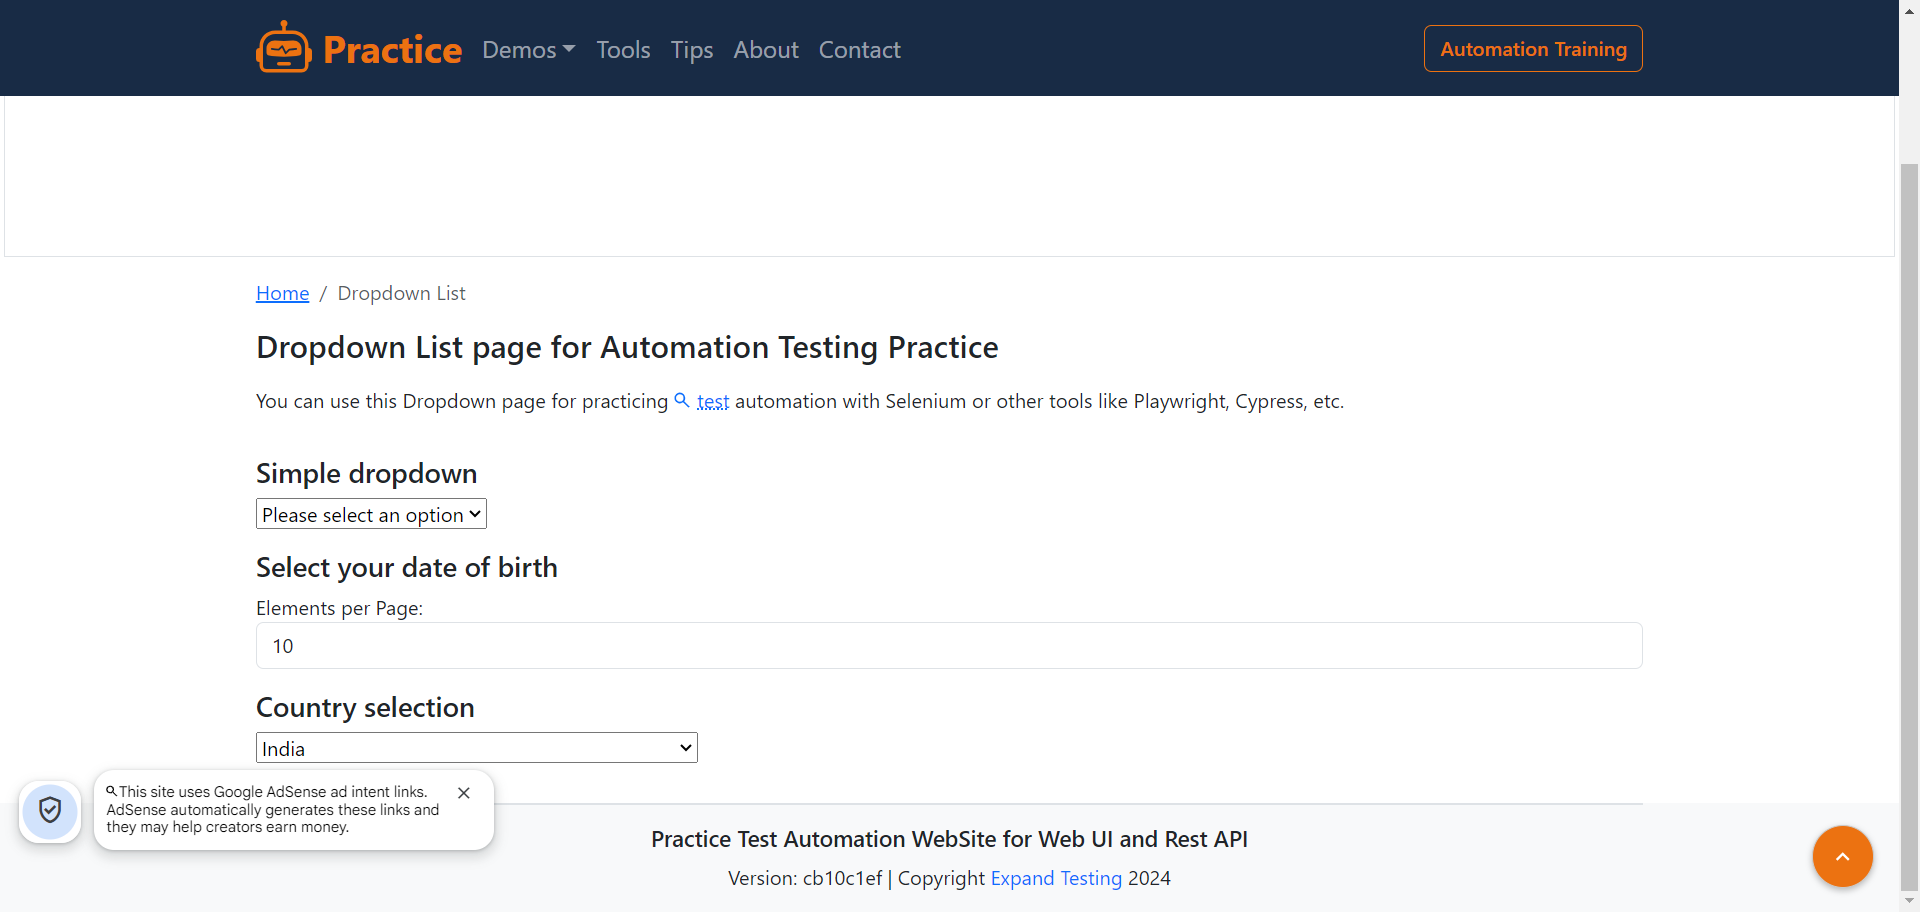 Practice Demos Tools Tips About Contact Automation Training
Home / Dropdown List
Dropdown List page for Automation Testing Practice
You can use this Dropdown page for practicing test automation with Selenium or other tools like Playwright, Cypress, etc.
Simple dropdown
Please select an option
Select your date of birth
Elements per Page:
10
Country selection
India
This site uses Google AdSense ad intent links.
AdSense automatically generates these links and
they may help creators earn money.
Practice Test Automation WebSite for Web UI and Rest API
Version: cb10c1ef | Copyright Expand Testing 2024